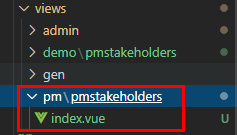 views
admin
demo\pmstakeholders
gen
pm\pmstakeholders
index.vue U